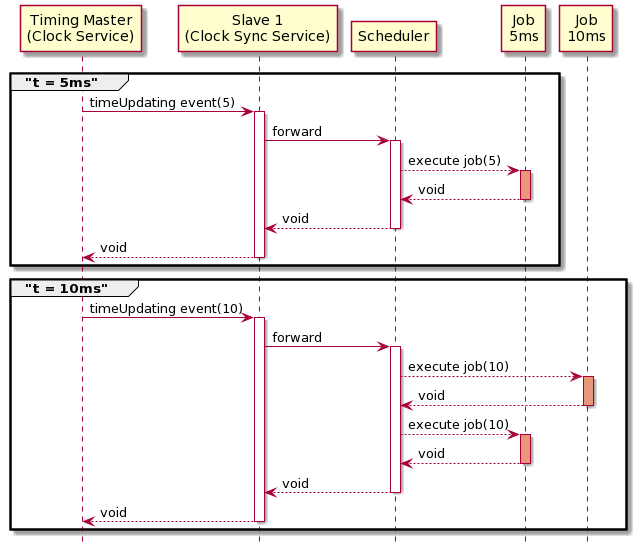 Timing Master
(Clock Service)
Slave 1
(Clock Sync Service)
Scheduler
Job
5ms
Job
10ms
"t = 5ms"
timeUpdating event(5)
forward
execute job(5)
void
void
void
"t = 10ms"
timeUpdating event(10)
forward
execute job(10)
void
execute job(10)
void
void
void